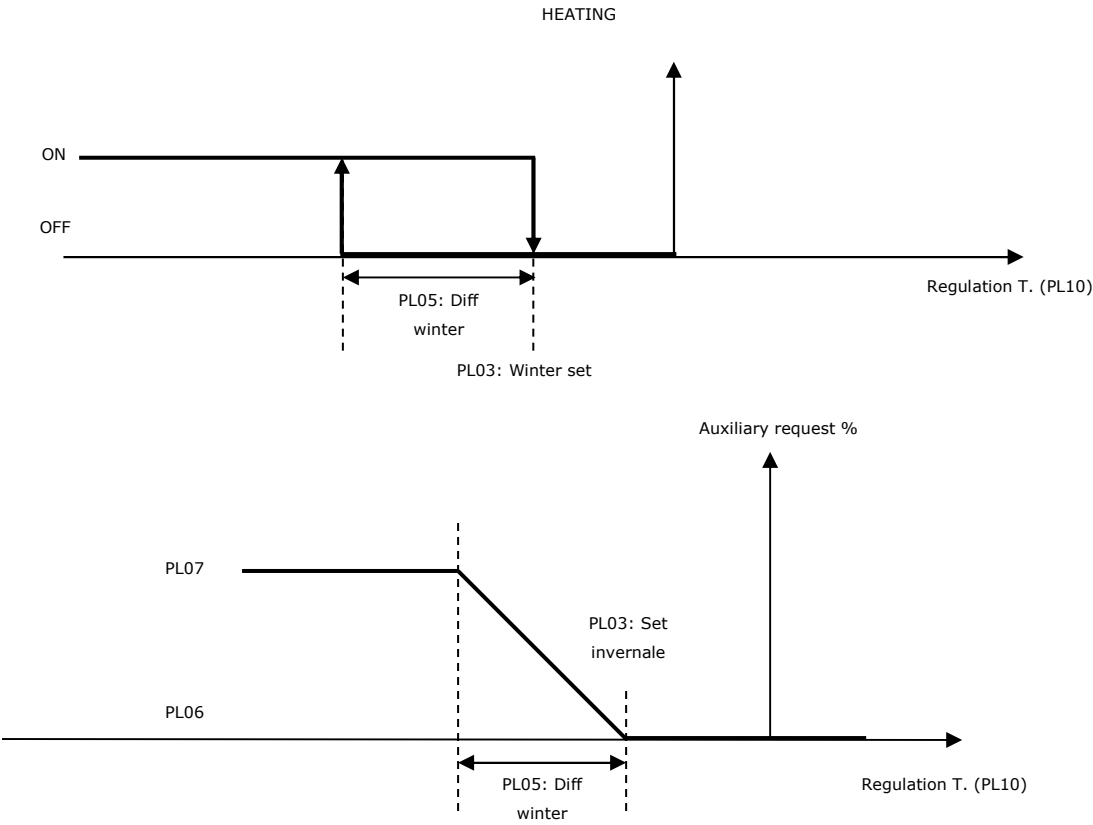 HEATING
ON
OFF
Regulation T. (PL10)
PL05: Diff
winter
PL03: Winter set
Auxiliary request %
PL07
PL03: Set
invernale
PL06
PL05: Diff
winter
Regulation T. (PL10)